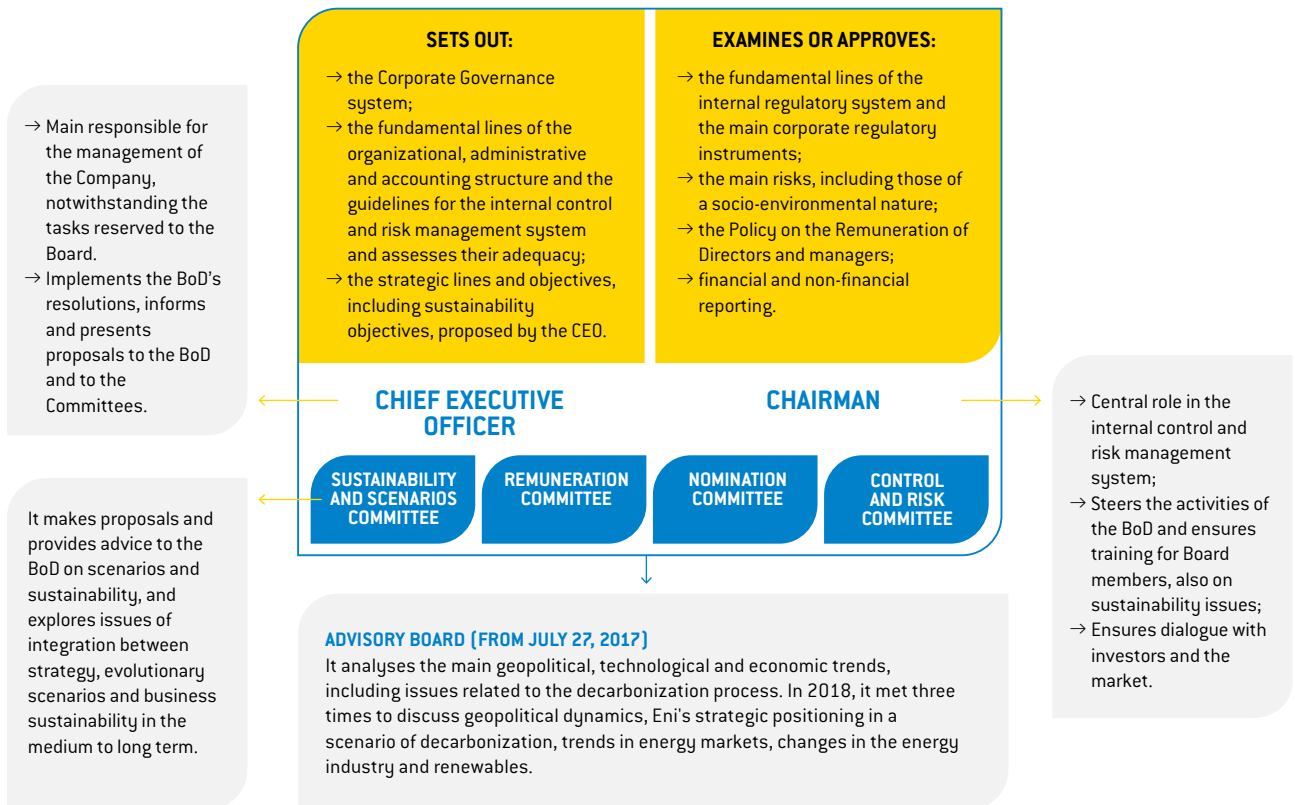 SETS OUT:
→ the Corporate Governance
system;
→ the fundamental lines of the
organizational, administrative
and accounting structure and the
guidelines for the internal control
and risk management system
and assesses their adequacy;
→ the strategic lines and objectives,
including sustainability
objectives, proposed by the CEO.
EXAMINES OR APPROVES:
→ the fundamental lines of the
internal regulatory system and
the main corporate regulatory
instruments;
→ the main risks, including those of
a socio-environmental nature;
→ the Policy on the Remuneration of
Directors and managers;
→ financial and non-financial
reporting.
→ Main responsible for
the management of
the Company,
notwithstanding the
tasks reserved to the
Board.
→ Implements the BoD's
resolutions, informs
and presents
proposals to the BoD
and to the
Committees.
CHIEF EXECUTIVE
OFFICER
CHAIRMAN
→ Central role in the
internal control and
risk management
system;
→ Steers the activities of
the BoD and ensures
training for Board
members, also on
sustainability issues;
→ Ensures dialogue with
investors and the
market.
SUSTAINABILITY
AND SCENARIOS
COMMITTEE
REMUNERATION
COMMITTEE
NOMINATION
COMMITTEE
CONTROL
AND RISK
COMMITTEE
It makes proposals and
provides advice to the
BoD on scenarios and
sustainability, and
explores issues of
integration between
strategy, evolutionary
scenarios and business
sustainability in the
medium to long term.
ADVISORY BOARD (FROM JULY 27, 2017)
It analyses the main geopolitical, technological and economic trends,
including issues related to the decarbonization process. In 2018, it met three
times to discuss geopolitical dynamics, Eni's strategic positioning in a
scenario of decarbonization, trends in energy markets, changes in the energy
industry and renewables.